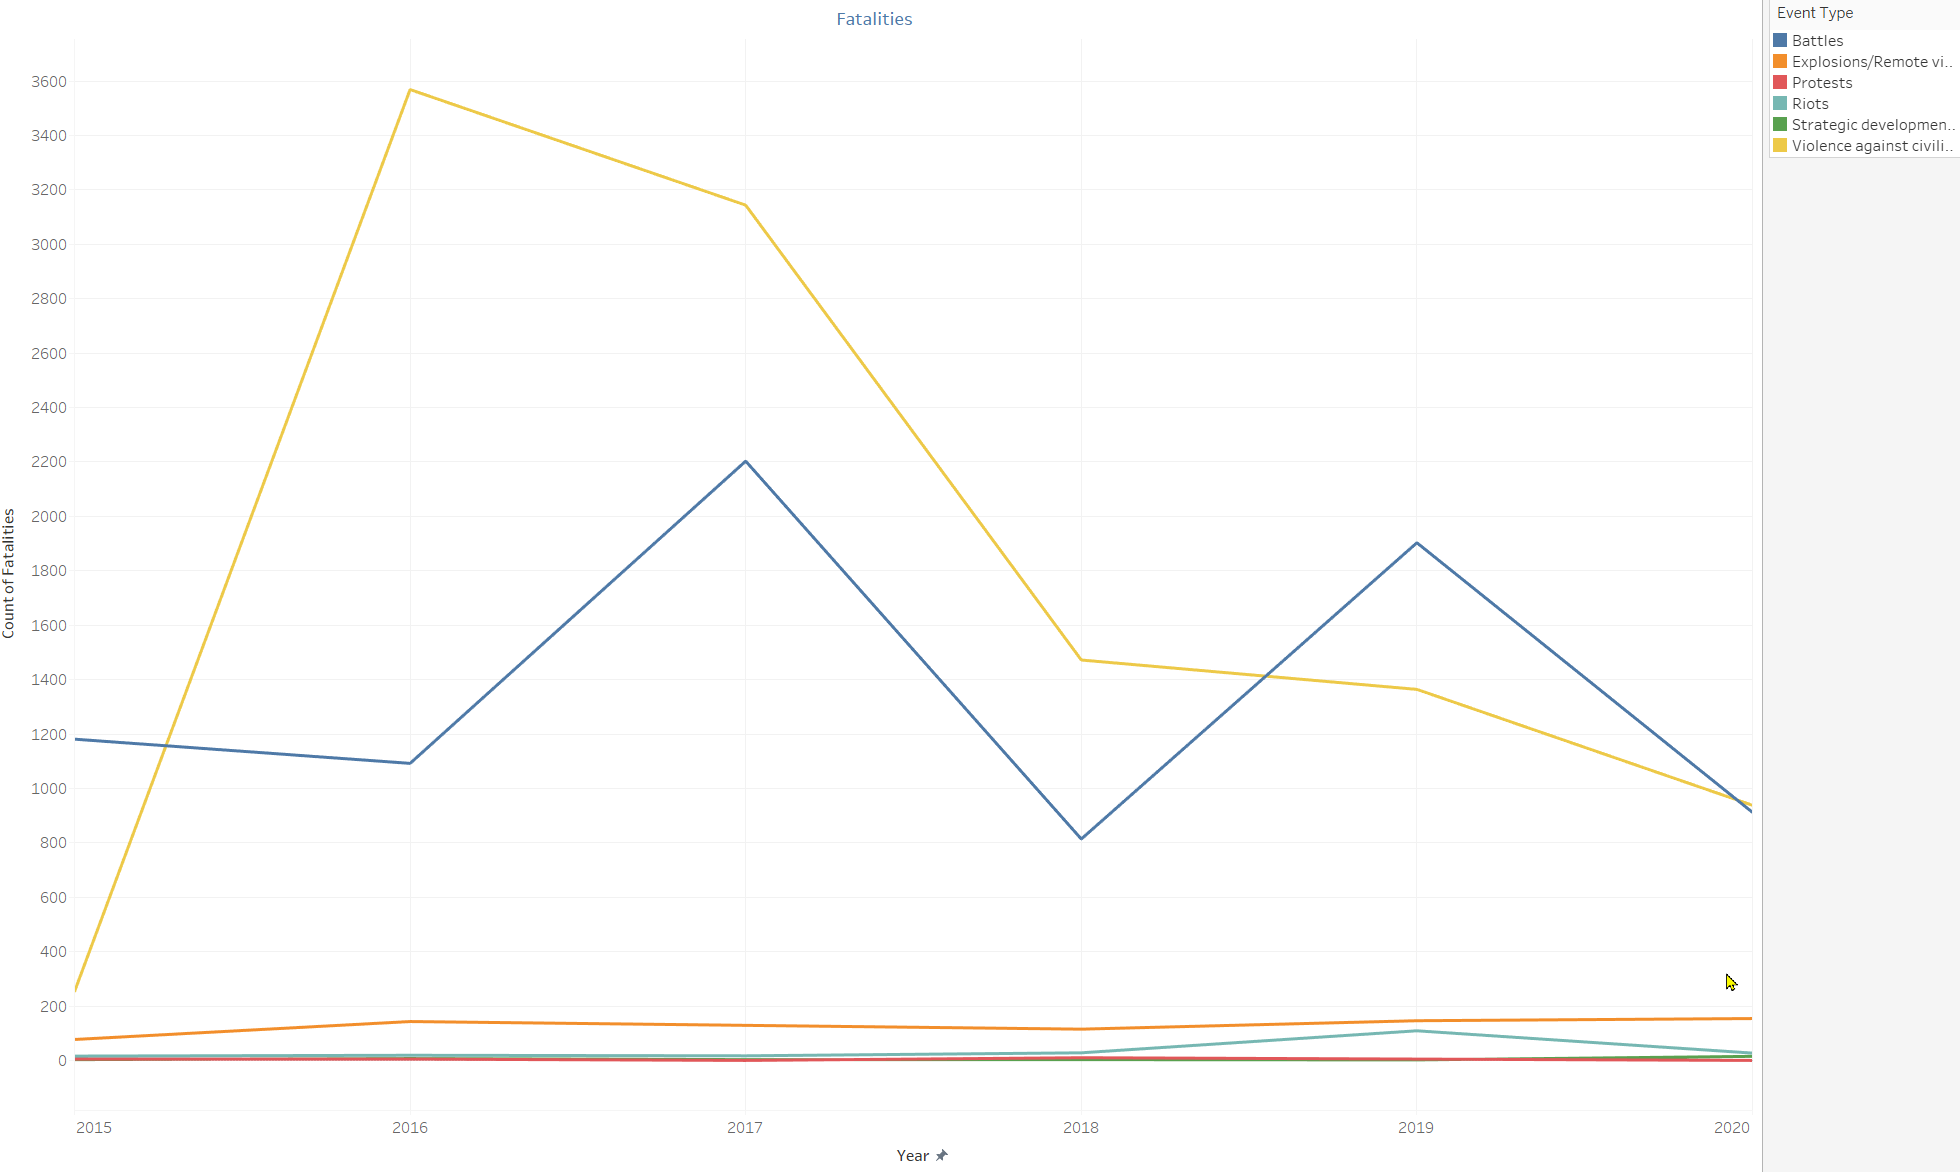 Fatalities
3600
3400
3200
3000
2800
2600
2400
2200
2000
1800
1600
1400
1200
1000
800
600
400
200
0
Count of Fatalities
2015 2016 2017 2018 2019 2020
Year
Event Type
Battles
Explosions/Remote vi..
Protests
Riots
Strategic developmen..
Violence against civili..